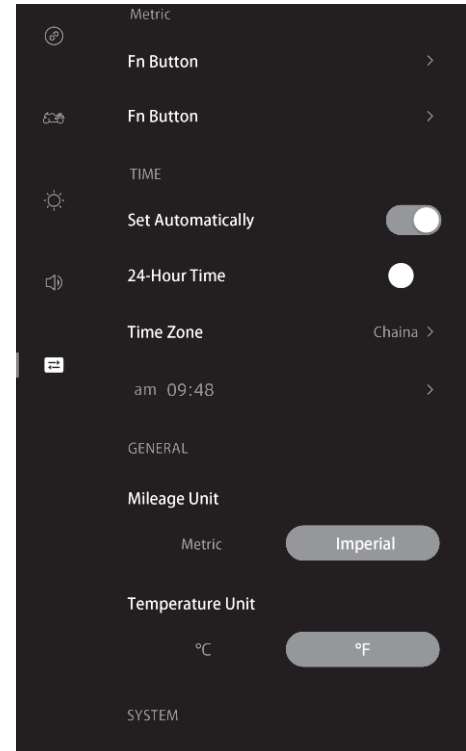 Metric
Fn Button
Fn Button
TIME
Set Automatically
24-Hour Time
Time Zone Chaina
am 09:48
GENERAL
Mileage Unit
Metric Imperial
Temperature Unit
°C °F
SYSTEM